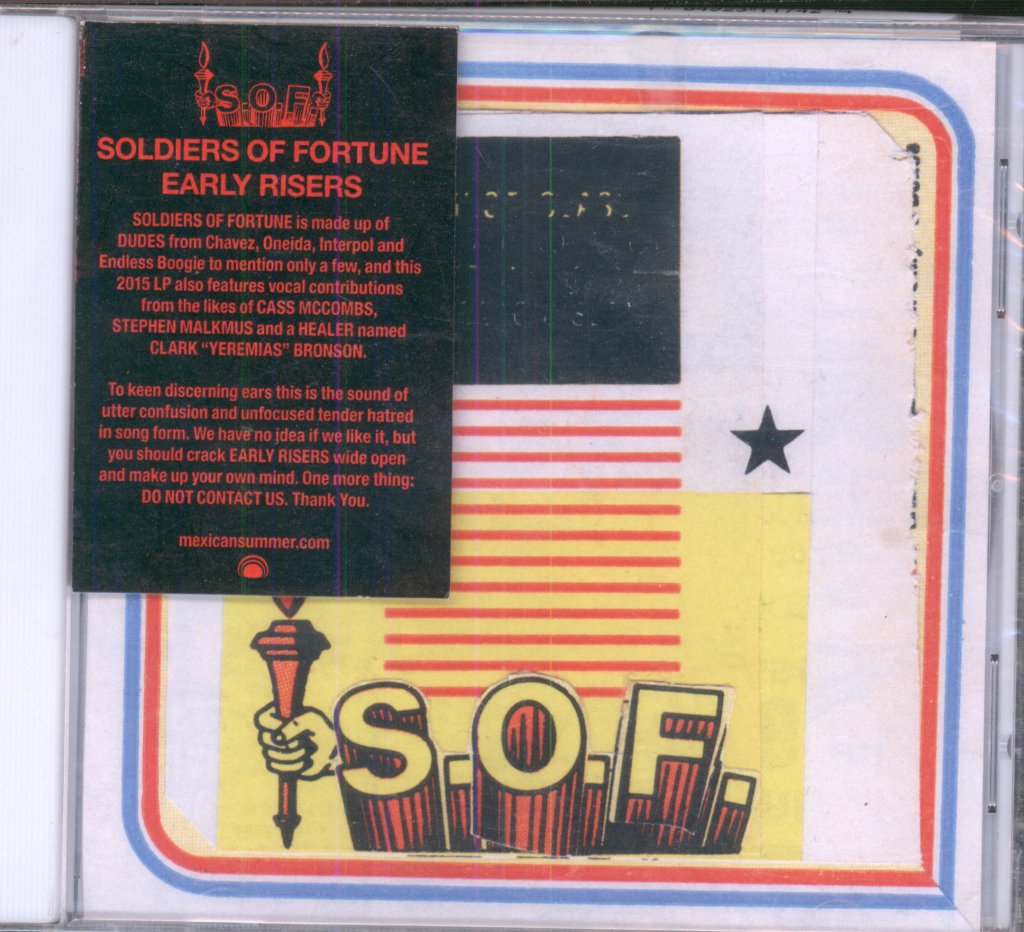 S.O.F.
SOLDIERS OF FORTUNE
EARLY RISERS
SOLDIERS OF FORTUNE is made up of
DUDES from Chavez, Oneida, Interpol and
Endless Boogie to mention only a few, and this
2015 LP also features vocal contributions
from the likes of CASS MCCOMBS,
STEPHEN MALKMUS and a HEALER named
CLARK “YEREMIAS” BRONSON.
To keen discerning ears this is the sound of
utter confusion and unfocused tender hatred
in song form. We have no idea if we like it, but
you should crack EARLY RISERS wide open
and make up your own mind. One more thing:
DO NOT CONTACT US. Thank You.
mexicansummer.com
S.O.F.